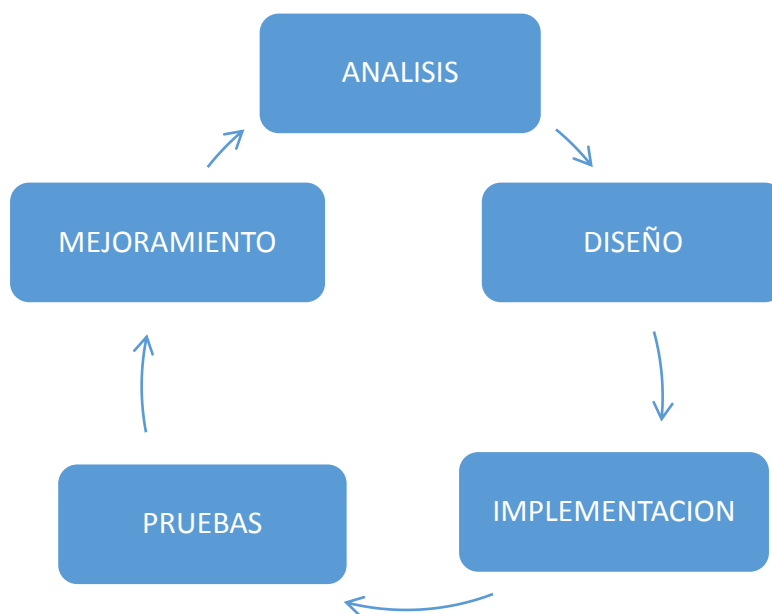 ANALISIS
DISEÑO
IMPLEMENTACION
PRUEBAS
MEJORAMIENTO